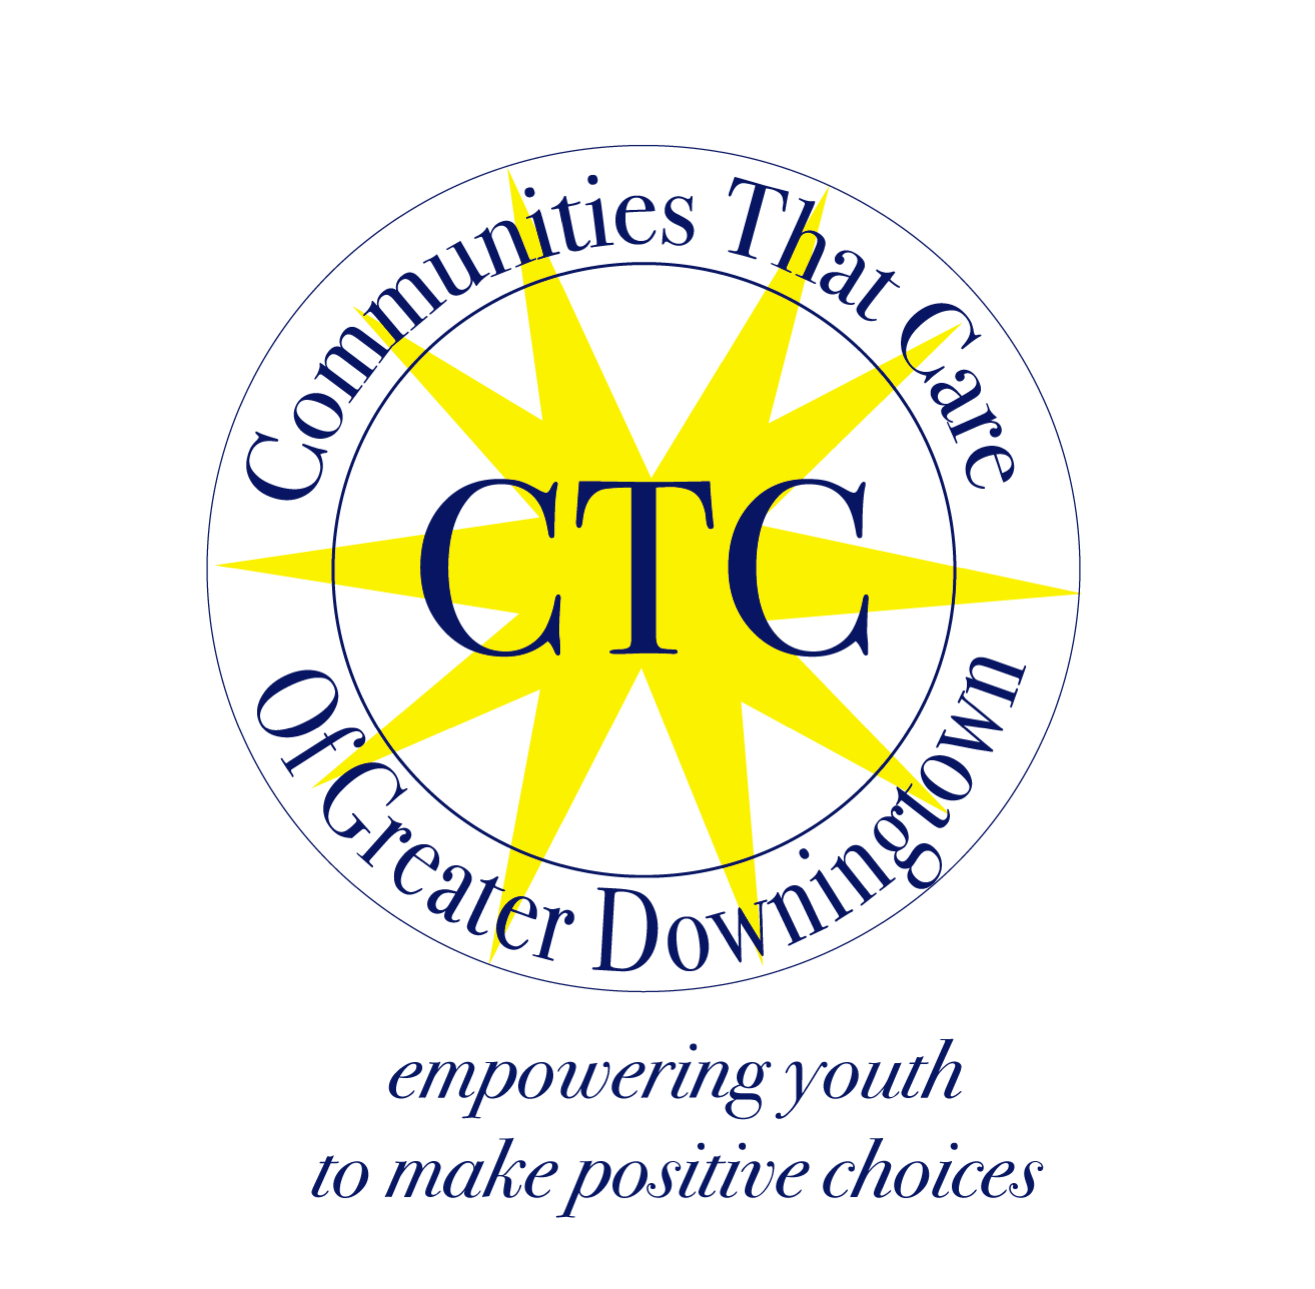 Communities That Care
CTC
Of Greater Downingtown
empowering youth
to make positive choices